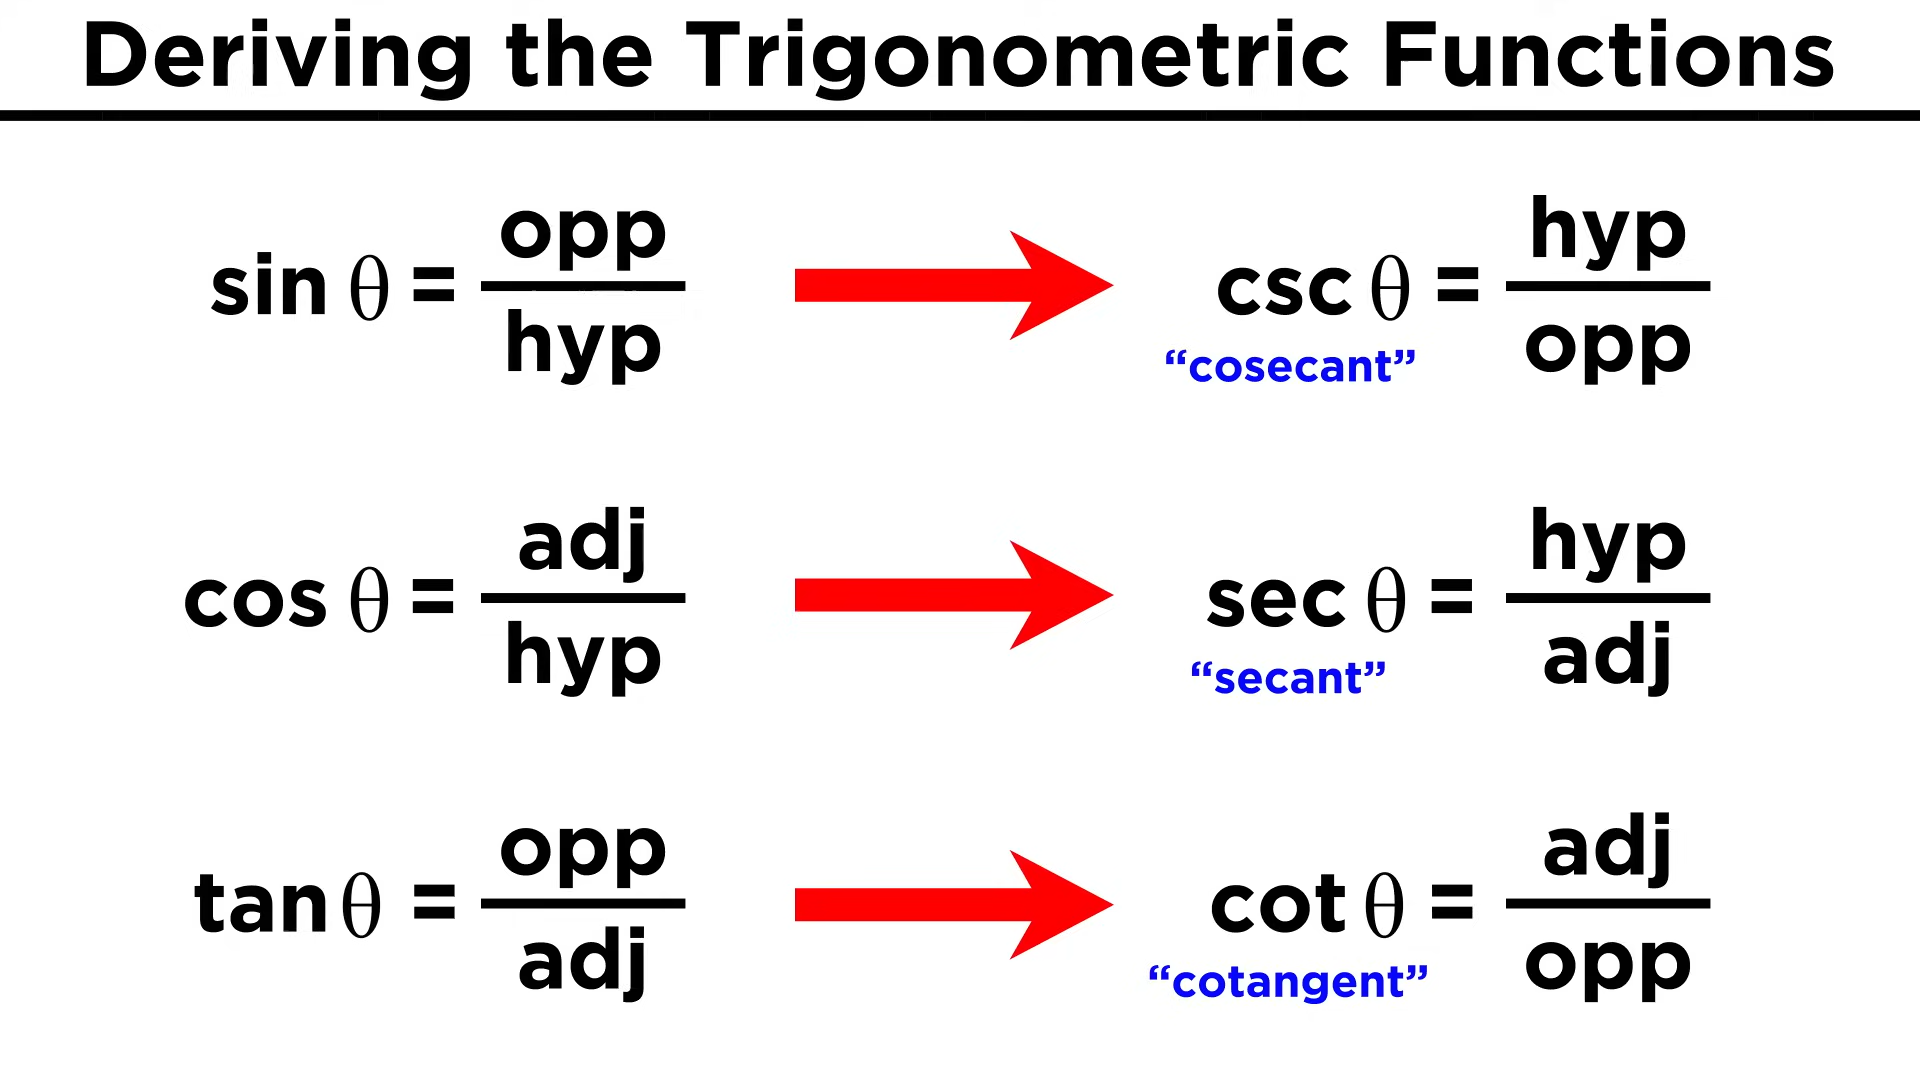 Deriving the Trigonometric Functions
sin θ = opp/hyp
csc θ = hyp/opp
“cosecant”
cos θ = adj/hyp
sec θ = hyp/adj
“secant”
tan θ = opp/adj
cot θ = adj/opp
“cotangent”